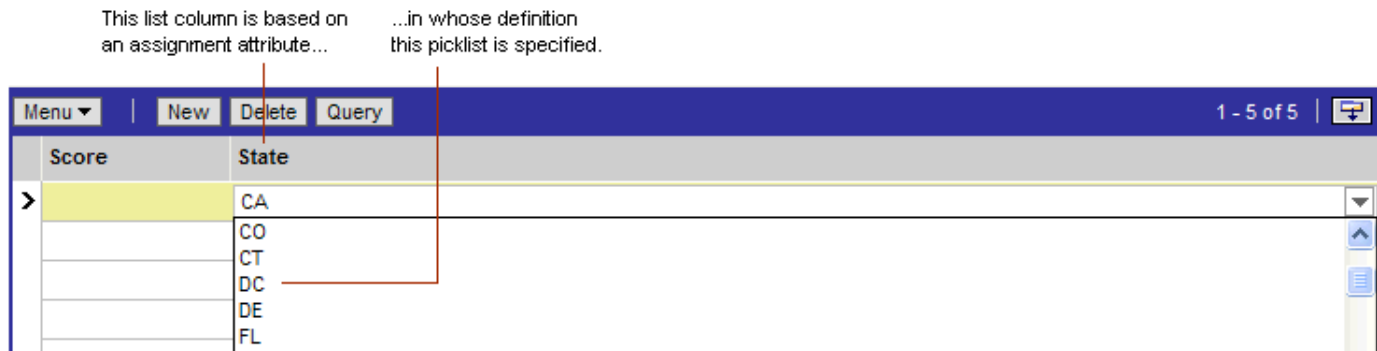 This list column is based on
an assignment attribute...
...in whose definition
this picklist is specified.
Menu New Delete Query 1 - 5 of 5
Score State
CA
CO
CT
DC
DE
FL